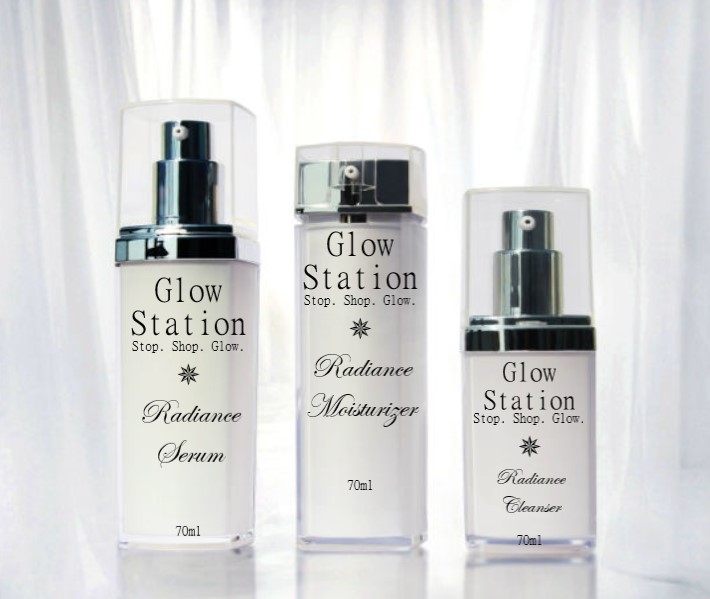 Glow
Station
Stop. Shop. Glow.
Radiance
Serum
70ml
Glow
Station
Stop. Shop. Glow.
Radiance
Moisturizer
70ml
Glow
Station
Stop. Shop. Glow.
Radiance
Cleanser
70ml